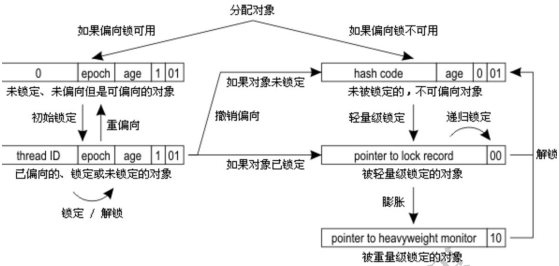 分配对象
如果偏向锁可用
如果偏向锁不可用
0 epoch age 1 01
未锁定、未偏向但是可偏向的对象
hash code age 0 01
未被锁定的，不可偏向对象
如果对象未锁定
初始锁定
重偏向
撤销偏向
轻量级锁定
递归锁定
thread ID epoch age 1 01
已偏向的、锁定或未锁定的对象
如果对象已锁定
pointer to lock record 00
被轻量级锁定的对象
解锁
锁定 / 解锁
膨胀
pointer to heavyweight monitor 10
被重量级锁定的对象